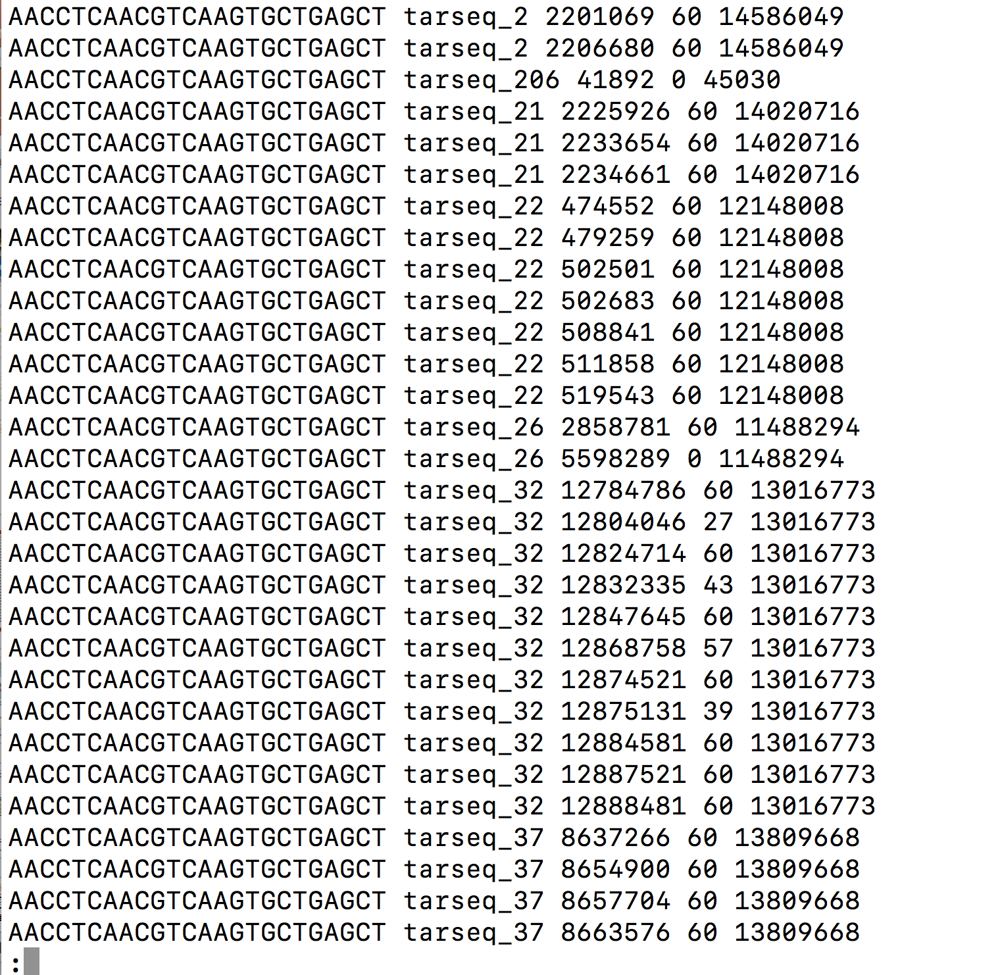 AACCTCAACGTCAAGTGCTGAGCT tarseq_2 2201069 60 14586049
AACCTCAACGTCAAGTGCTGAGCT tarseq_2 2206680 60 14586049
AACCTCAACGTCAAGTGCTGAGCT tarseq_206 41892 0 45030
AACCTCAACGTCAAGTGCTGAGCT tarseq_21 2225926 60 14020716
AACCTCAACGTCAAGTGCTGAGCT tarseq_21 2233654 60 14020716
AACCTCAACGTCAAGTGCTGAGCT tarseq_21 2234661 60 14020716
AACCTCAACGTCAAGTGCTGAGCT tarseq_22 474552 60 12148008
AACCTCAACGTCAAGTGCTGAGCT tarseq_22 479259 60 12148008
AACCTCAACGTCAAGTGCTGAGCT tarseq_22 502501 60 12148008
AACCTCAACGTCAAGTGCTGAGCT tarseq_22 502683 60 12148008
AACCTCAACGTCAAGTGCTGAGCT tarseq_22 508841 60 12148008
AACCTCAACGTCAAGTGCTGAGCT tarseq_22 511858 60 12148008
AACCTCAACGTCAAGTGCTGAGCT tarseq_22 519543 60 12148008
AACCTCAACGTCAAGTGCTGAGCT tarseq_26 2858781 60 11488294
AACCTCAACGTCAAGTGCTGAGCT tarseq_26 5598289 0 11488294
AACCTCAACGTCAAGTGCTGAGCT tarseq_32 12784786 60 13016773
AACCTCAACGTCAAGTGCTGAGCT tarseq_32 12804046 27 13016773
AACCTCAACGTCAAGTGCTGAGCT tarseq_32 12824714 60 13016773
AACCTCAACGTCAAGTGCTGAGCT tarseq_32 12832335 43 13016773
AACCTCAACGTCAAGTGCTGAGCT tarseq_32 12847645 60 13016773
AACCTCAACGTCAAGTGCTGAGCT tarseq_32 12868758 57 13016773
AACCTCAACGTCAAGTGCTGAGCT tarseq_32 12874521 60 13016773
AACCTCAACGTCAAGTGCTGAGCT tarseq_32 12875131 39 13016773
AACCTCAACGTCAAGTGCTGAGCT tarseq_32 12884581 60 13016773
AACCTCAACGTCAAGTGCTGAGCT tarseq_32 12887521 60 13016773
AACCTCAACGTCAAGTGCTGAGCT tarseq_32 12888481 60 13016773
AACCTCAACGTCAAGTGCTGAGCT tarseq_37 8637266 60 13809668
AACCTCAACGTCAAGTGCTGAGCT tarseq_37 8654900 60 13809668
AACCTCAACGTCAAGTGCTGAGCT tarseq_37 8657704 60 13809668
AACCTCAACGTCAAGTGCTGAGCT tarseq_37 8663576 60 13809668
: